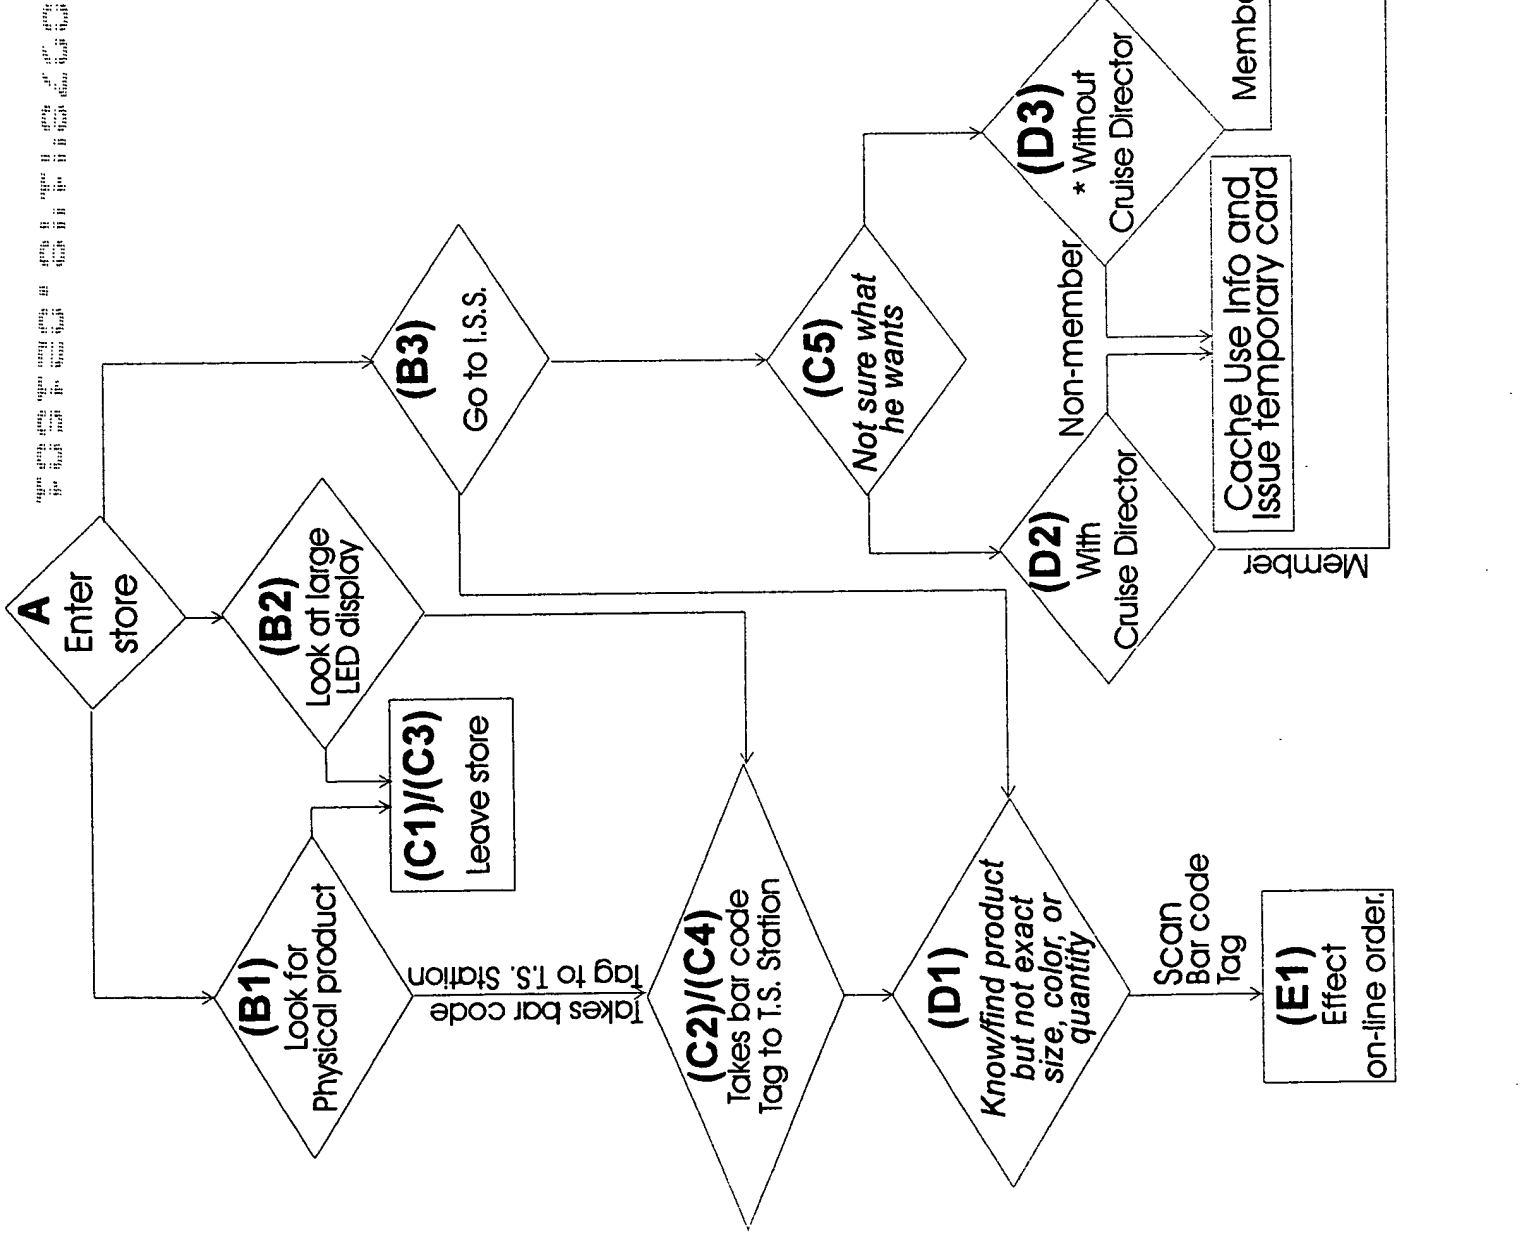 A
Enter
store
(B1)
Look for
Physical product
(B2)
Look at large
LED display
(B3)
Go to I.S.S.
(C1)/(C3)
Leave store
Takes bar code
Tag to T.S. Station
(C2)/(C4)
Takes bar code
Tag to T.S. Station
(C5)
Not sure what
he wants
(D1)
Know/find product
but not exact
size, color, or
quantity
(D2)
With
Cruise Director
Non-member
(D3)
* Without
Cruise Director
Scan
Bar code
Tag
Member
Cache Use Info and
Issue temporary card
(E1)
Effect
on-line order.